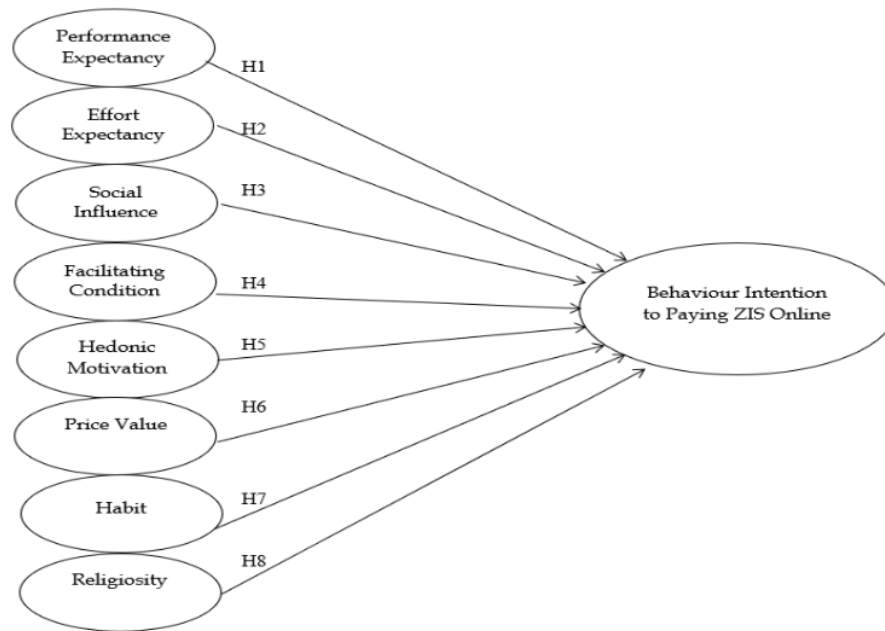 Performance
Expectancy
H1
Effort
Expectancy
H2
Social
Influence
H3
Facilitating
Condition
H4
Hedonic
Motivation
H5
Price Value
H6
Habit
H7
Religiosity
H8
Behaviour Intention
to Paying ZIS Online